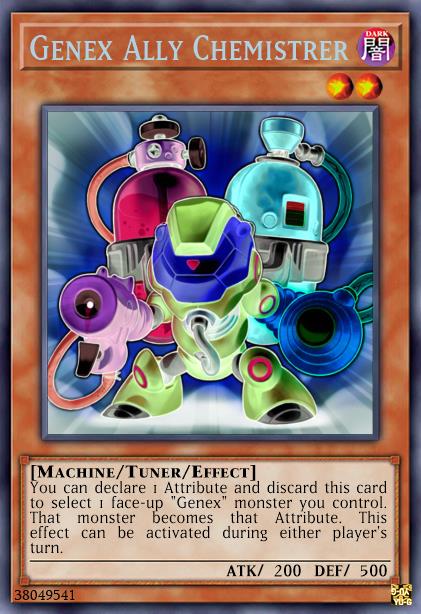 Genex Ally Chemistrer
DARK
闇
[Machine/Tuner/Effect]
You can declare 1 Attribute and discard this card
to select 1 face-up "Genex" monster you control.
That monster becomes that Attribute. This
effect can be activated during either player's
turn.
ATK/ 200 DEF/ 500
38049541